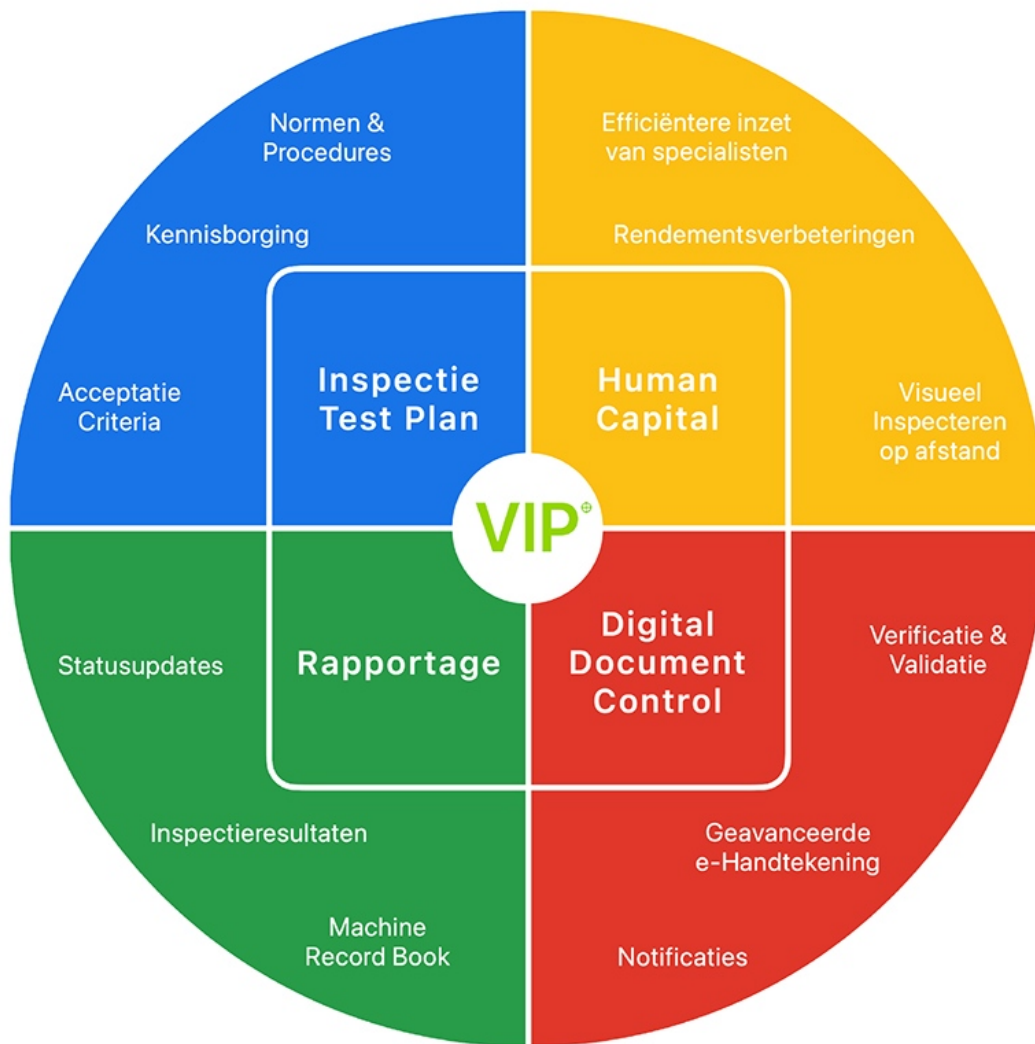 Normen &
Procedures
Kennisborging
Acceptatie
Criteria
Inspectie
Test Plan
Efficiëntere inzet
van specialisten
Rendementsverbeteringen
Human
Capital
Visueel
Inspecteren
op afstand
VIP
Statusupdates
Rapportage
Inspectieresultaten
Machine
Record Book
Digital
Document
Control
Verificatie &
Validatie
Geavanceerde
e-Handtekening
Notificaties